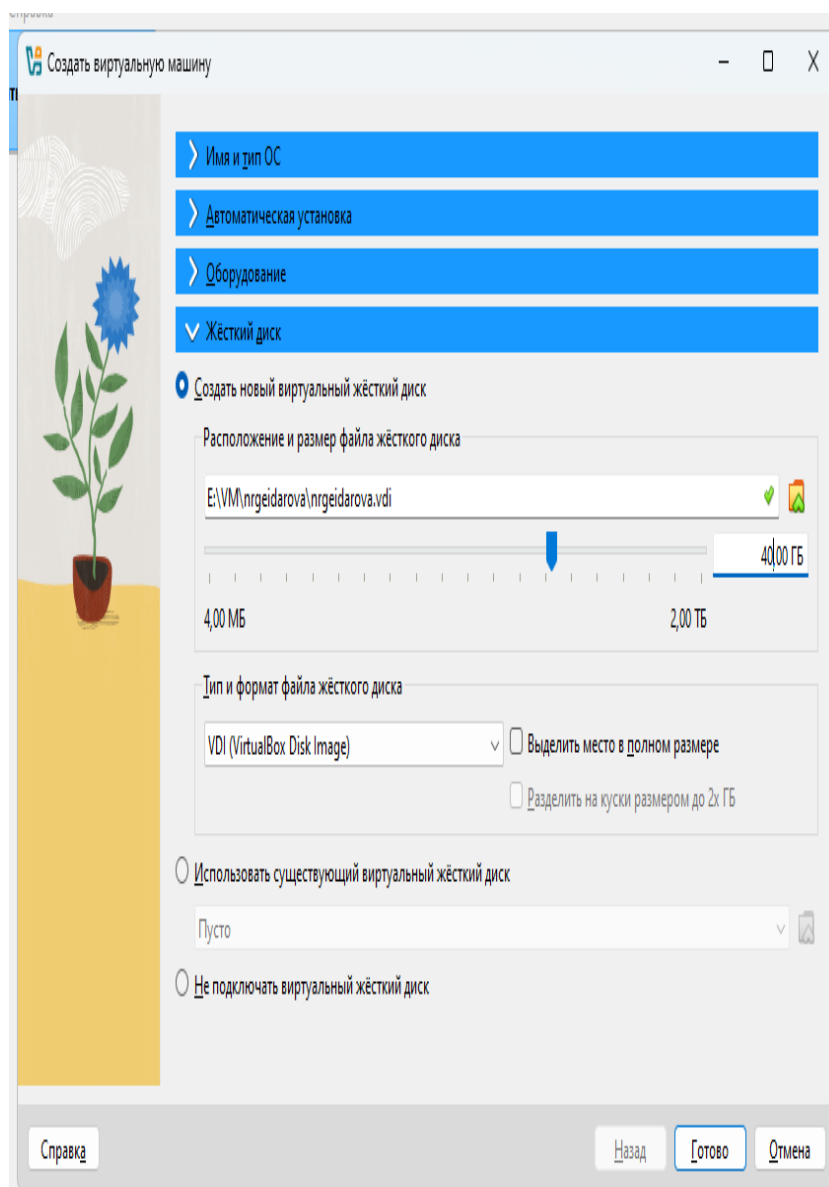 Справка
Создать виртуальную машину
Имя и тип ОС
Автоматическая установка
Оборудование
Жёсткий диск
Создать новый виртуальный жёсткий диск
Расположение и размер файла жёсткого диска
E:\VM\nrgeidarova\nrgeidarova.vdi
40,00 ГБ
4,00 МБ 2,00 ТБ
Тип и формат файла жёсткого диска
VDI (VirtualBox Disk Image) Выделить место в полном размере
Разделить на куски размером до 2х ГБ
Использовать существующий виртуальный жёсткий диск
Пусто
Не подключать виртуальный жёсткий диск
Справка Назад Готово Отмена